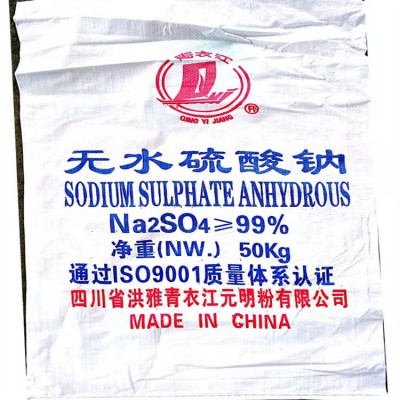 青衣江
QING YI JIANG
®
无水硫酸钠
SODIUM SULPHATE ANHYDROUS
Na2SO4≥99%
净重(NW.) 50Kg
通过ISO9001质量体系认证
四川省洪雅青衣江元明粉有限公司
MADE IN CHINA